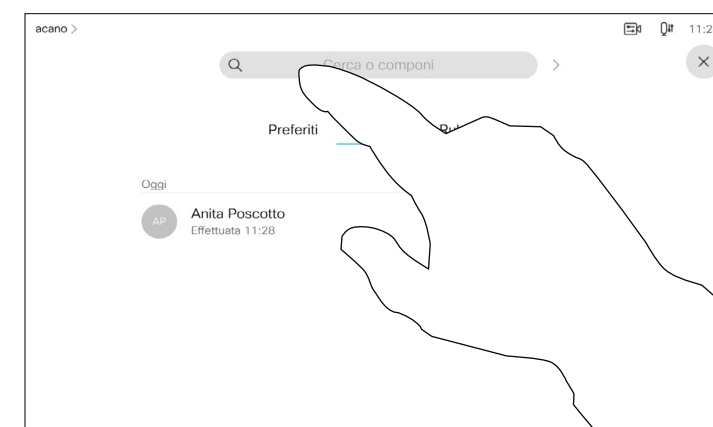 acano
11:2
Cerca o componi
Preferiti
Oggi
AP
Anita Poscotto
Effettuata 11:28